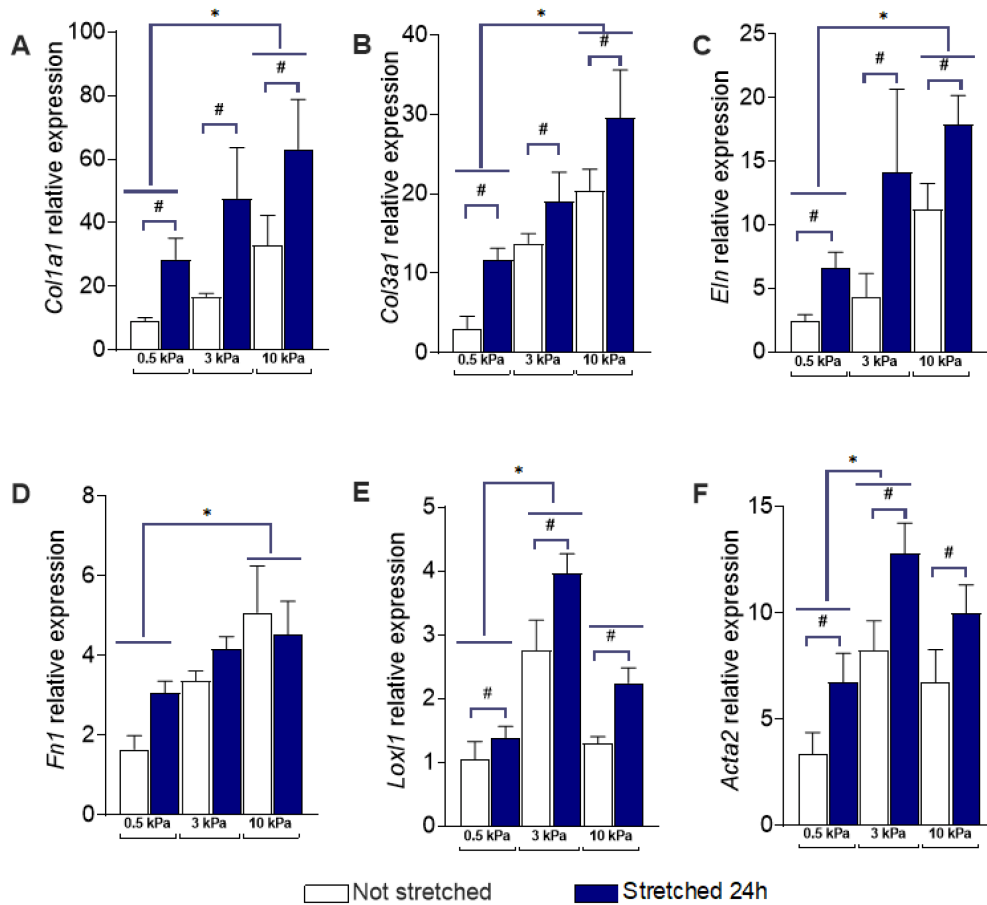 A
Col1a1 relative expression
100
80
60
40
20
0
*
#
#
#
0.5 kPa 3 kPa 10 kPa
B
Col3a1 relative expression
40
30
20
10
0
*
#
#
#
0.5 kPa 3 kPa 10 kPa
C
Eln relative expression
25
20
15
10
5
0
*
#
#
#
0.5 kPa 3 kPa 10 kPa
D
Fn1 relative expression
8
6
4
2
0
*
0.5 kPa 3 kPa 10 kPa
E
Loxl1 relative expression
5
4
3
2
1
0
*
#
#
#
0.5 kPa 3 kPa 10 kPa
F
Acta2 relative expression
15
10
5
0
*
#
#
#
0.5 kPa 3 kPa 10 kPa
Not stretched Stretched 24h